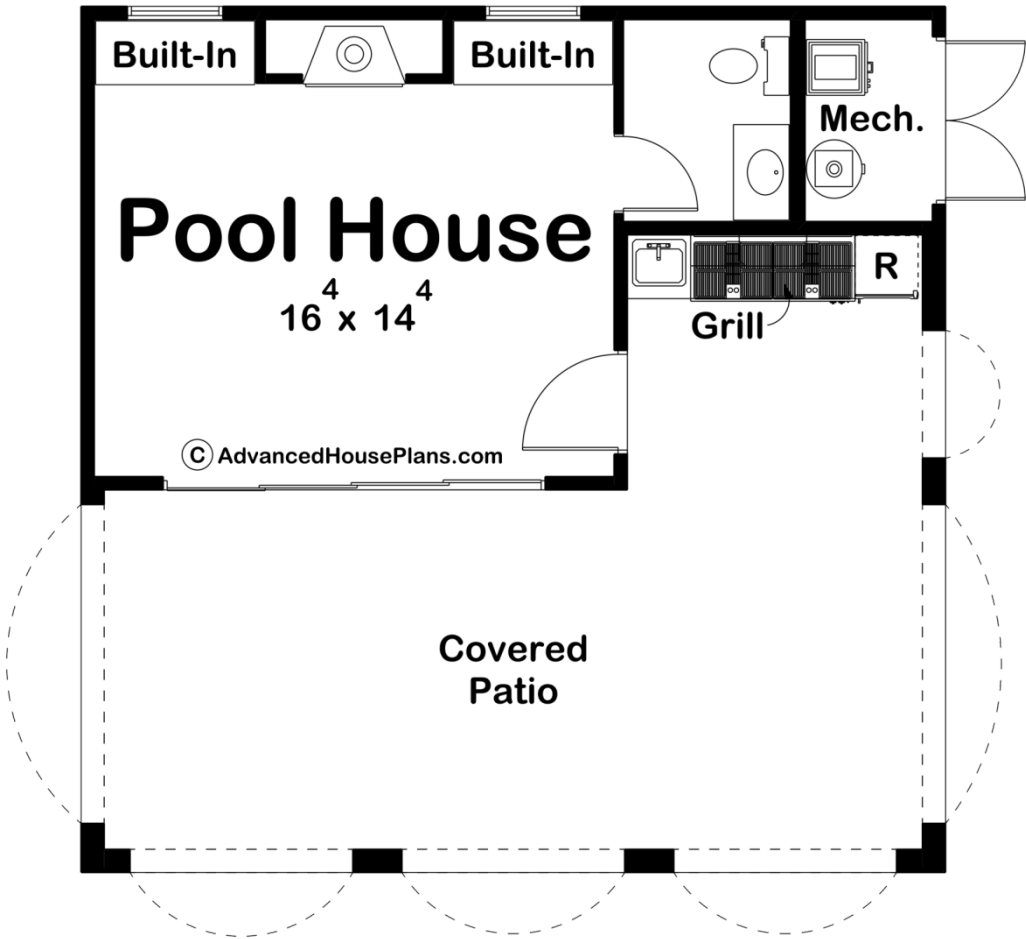 Built-In
Built-In
Mech.
Pool House
16 4 x 14 4
R
Grill
C AdvancedHousePlans.com
Covered
Patio